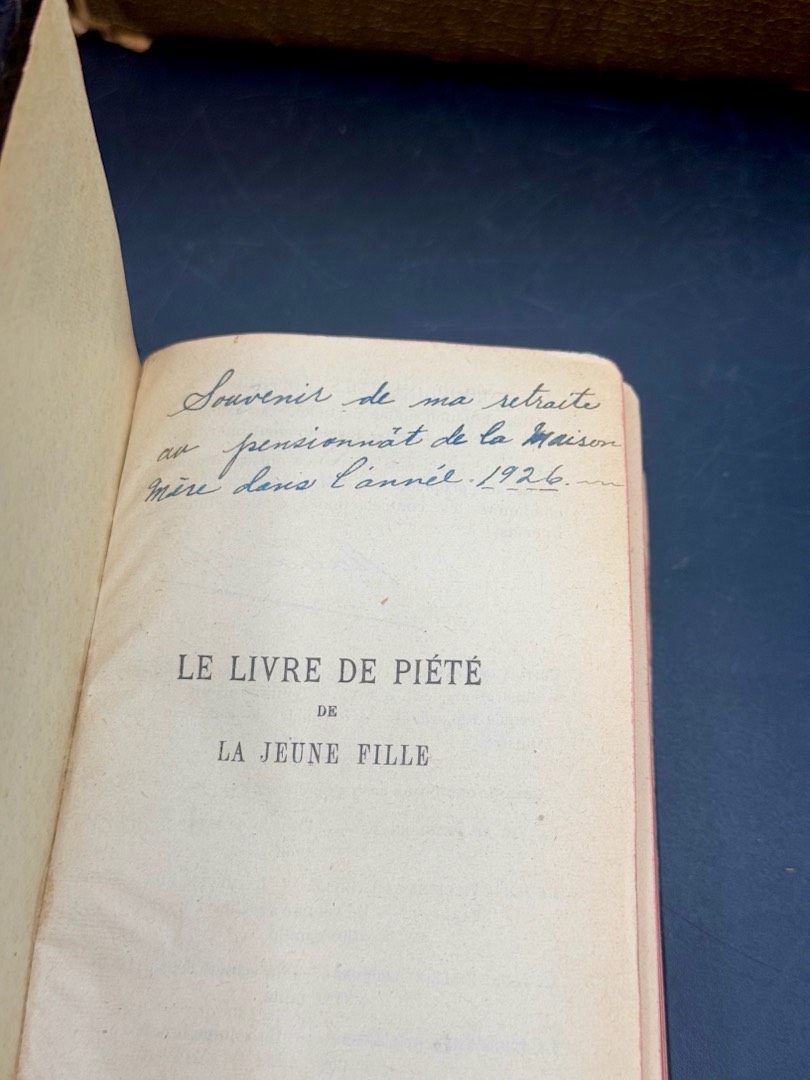 Souvenir de ma retraite
au pensionnât de la Maison
Mère dans l'année. 1926.
LE LIVRE DE PIÉTÉ
DE
LA JEUNE FILLE